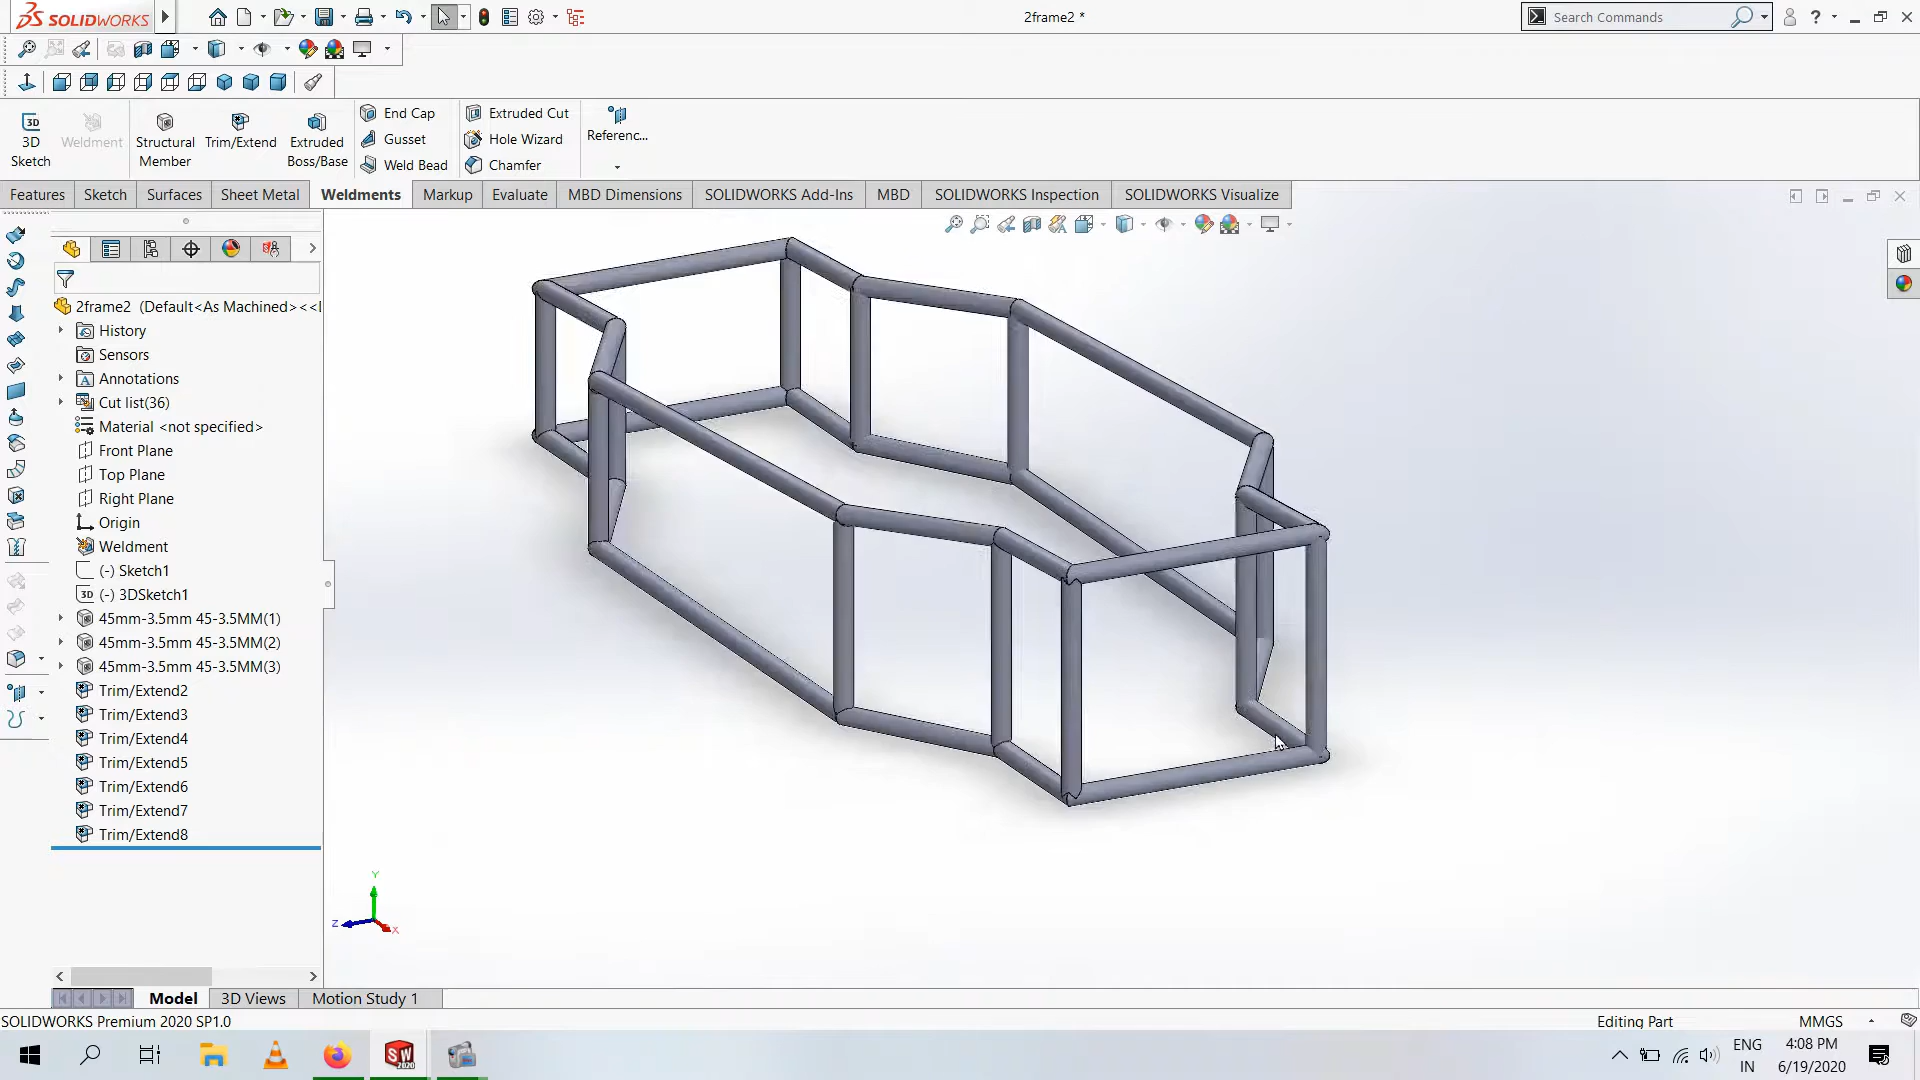 SOLIDWORKS
2frame2 *
Search Commands
?
3D
3D
Sketch
Weldment
Structural
Member
Trim/Extend
Extruded
Boss/Base
End Cap
Gusset
Weld Bead
Extruded Cut
Hole Wizard
Chamfer
Referenc...
Features
Sketch
Surfaces
Sheet Metal
Weldments
Markup
Evaluate
MBD Dimensions
SOLIDWORKS Add-Ins
MBD
SOLIDWORKS Inspection
SOLIDWORKS Visualize
2frame2 (Default<As Machined><<
History
Sensors
Annotations
Cut list(36)
Material <not specified>
Front Plane
Top Plane
Right Plane
Origin
Weldment
(-) Sketch1
3D (-) 3DSketch1
45mm-3.5mm 45-3.5MM(1)
45mm-3.5mm 45-3.5MM(2)
45mm-3.5mm 45-3.5MM(3)
Trim/Extend2
Trim/Extend3
Trim/Extend4
Trim/Extend5
Trim/Extend6
Trim/Extend7
Trim/Extend8
Y
Z
X
Model
3D Views
Motion Study 1
SOLIDWORKS Premium 2020 SP1.0
Editing Part
MMGS
SW
2020
ENG
IN
4:08 PM
6/19/2020